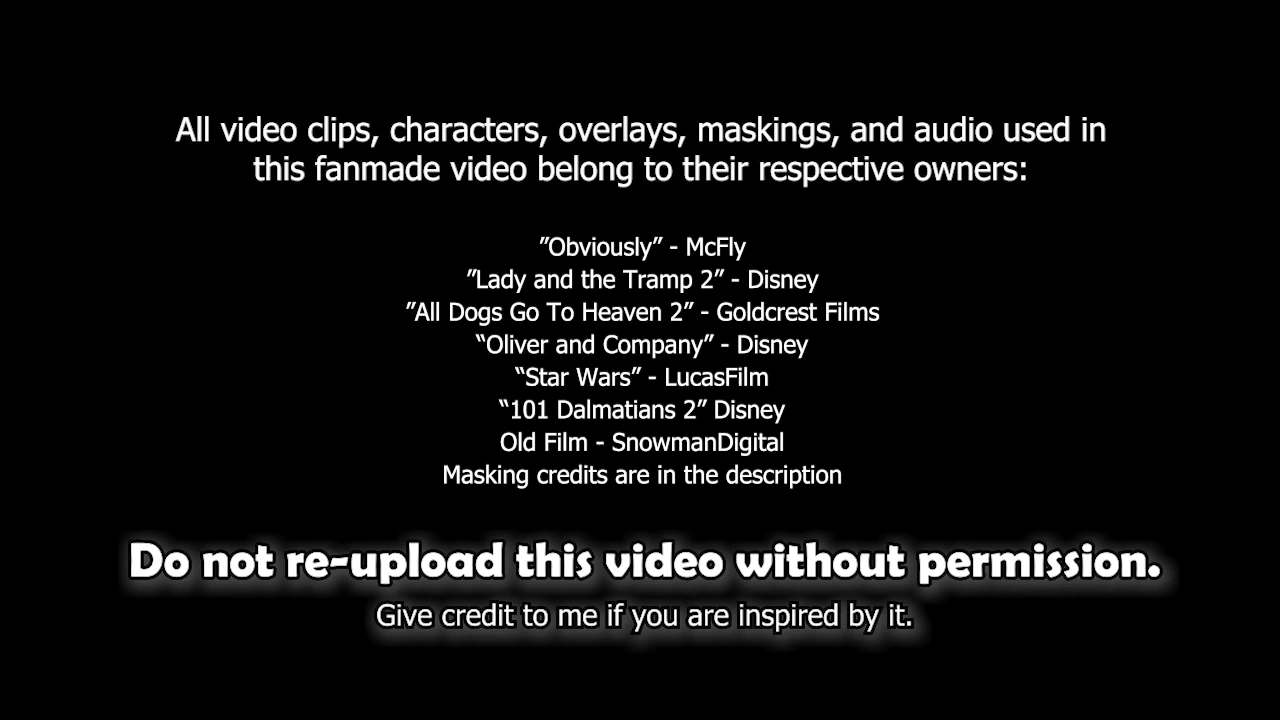 All video clips, characters, overlays, maskings, and audio used in
this fanmade video belong to their respective owners:
”Obviously” - McFly
”Lady and the Tramp 2” - Disney
”All Dogs Go To Heaven 2” - Goldcrest Films
“Oliver and Company” - Disney
“Star Wars” - LucasFilm
“101 Dalmatians 2” Disney
Old Film - SnowmanDigital
Masking credits are in the description
Do not re-upload this video without permission.
Give credit to me if you are inspired by it.